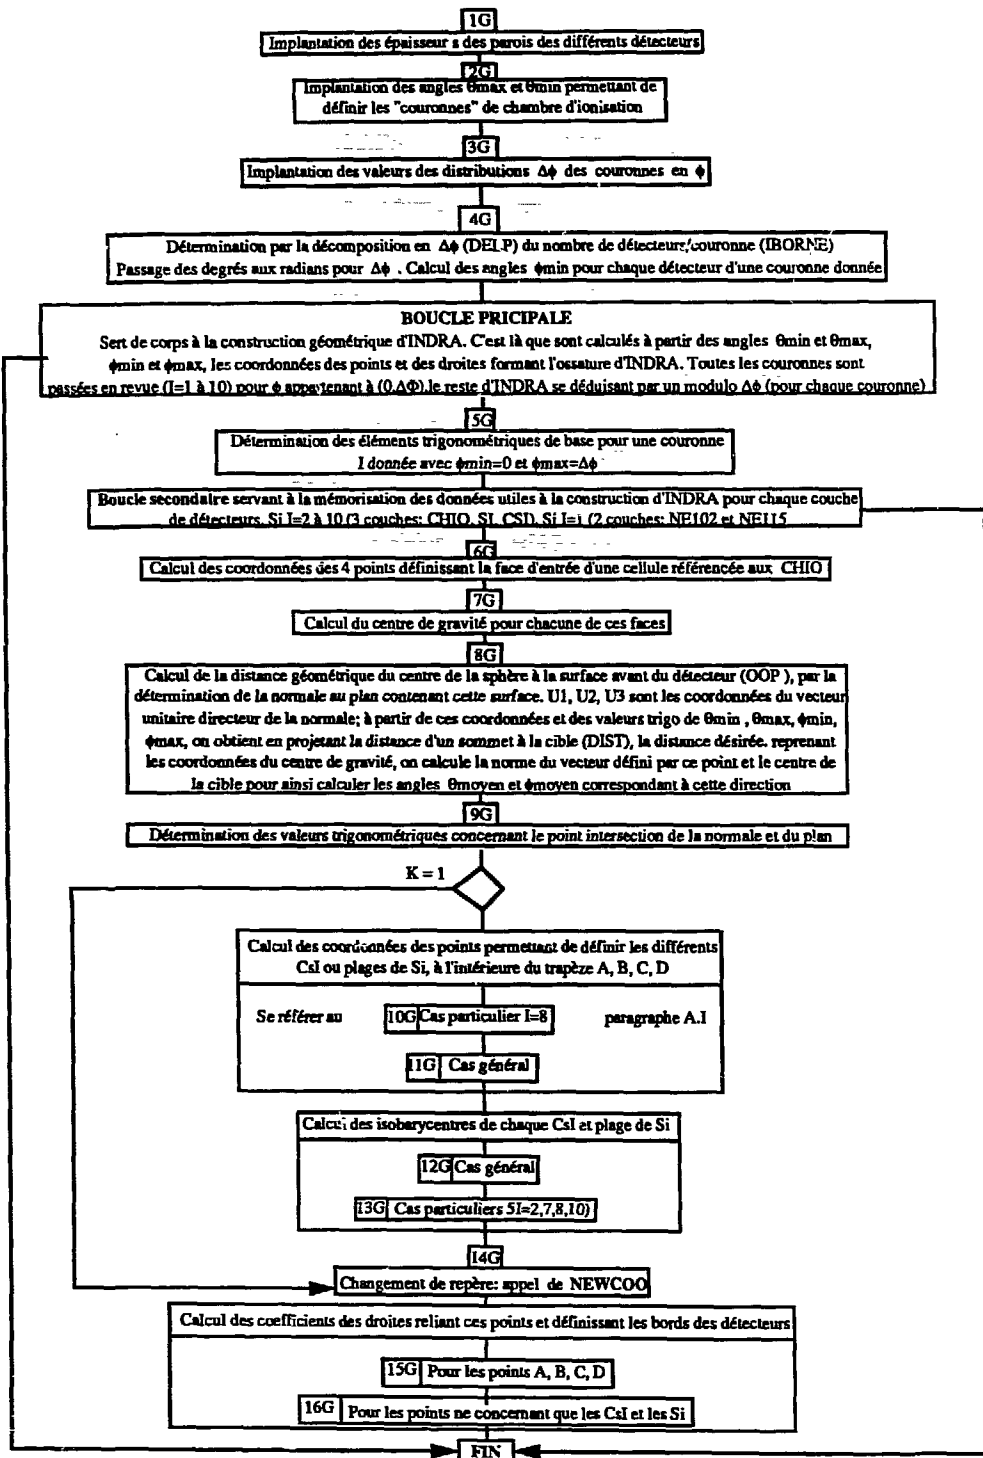 1G
Implantation des épaisseur s des parois des différents détecteurs
2G
Implantation des angles θmax et θmin permettant de
définir les "couronnes" de chambre d'ionisation
3G
Implantation des valeurs des distributions Δϕ des couronnes en ϕ
4G
Détermination par la décomposition en Δϕ (DELP) du nombre de détecteurs/couronne (IBORNE)
Passage des degrés aux radians pour Δϕ . Calcul des angles ϕmin pour chaque détecteur d'une couronne donnée
BOUCLE PRICIPALE
Sert de corps à la construction géométrique d'INDRA. C'est là que sont calculés à partir des angles θmin et θmax,
ϕmin et ϕmax, les coordonnées des points et des droites formant l'ossature d'INDRA. Toutes les couronnes sont
passées en revue (I=1 à 10) pour ϕ appartenant à (0.ΔΦ).le reste d'INDRA se déduisant par un modulo Δϕ (pour chaque couronne)
5G
Détermination des éléments trigonométriques de base pour une couronne
I donnée avec ϕmin=0 et ϕmax=Δϕ
Boucle secondaire servant à la mémorisation des données utiles à la construction d'INDRA pour chaque couche
de détecteurs. Si I=2 à 10 (3 couches: CHIO, SI, CSI). Si I=1 (2 couches: NE102 et NE115
6G
Calcul des coordonnées des 4 points définissant la face d'entrée d'une cellule référencée aux CHIO
7G
Calcul du centre de gravité pour chacune de ces faces
8G
Calcul de la distance géométrique du centre de la sphère à la surface avant du détecteur (OOP ), par la
détermination de la normale au plan contenant cette surface. U1, U2, U3 sont les coordonnées du vecteur
unitaire directeur de la normale; à partir de ces coordonnées et des valeurs trigo de θmin , θmax, ϕmin,
ϕmax, on obtient en projetant la distance d'un sommet à la cible (DIST), la distance désirée. reprenant
les coordonnées du centre de gravité, on calcule la norme du vecteur défini par ce point et le centre de
la cible pour ainsi calculer les angles θmoyen et ϕmoyen correspondant à cette direction
9G
Détermination des valeurs trigonométriques concernant le point intersection de la normale et du plan
K = 1
Calcul des coordonnées des points permettant de définir les différents
CsI ou plages de Si, à l'intérieure du trapèze A, B, C, D
Se référer au 10G Cas particulier I=8 paragraphe A.I
11G Cas général
Calcul des isobarycentres de chaque CsI et plage de Si
12G Cas général
13G Cas particuliers 5I=2,7,8,10)
14G
Changement de repère: appel de NEWCOO
Calcul des coefficients des droites reliant ces points et définissant les bords des détecteurs
15G Pour les points A, B, C, D
16G Pour les points ne concernant que les CsI et les Si
FIN